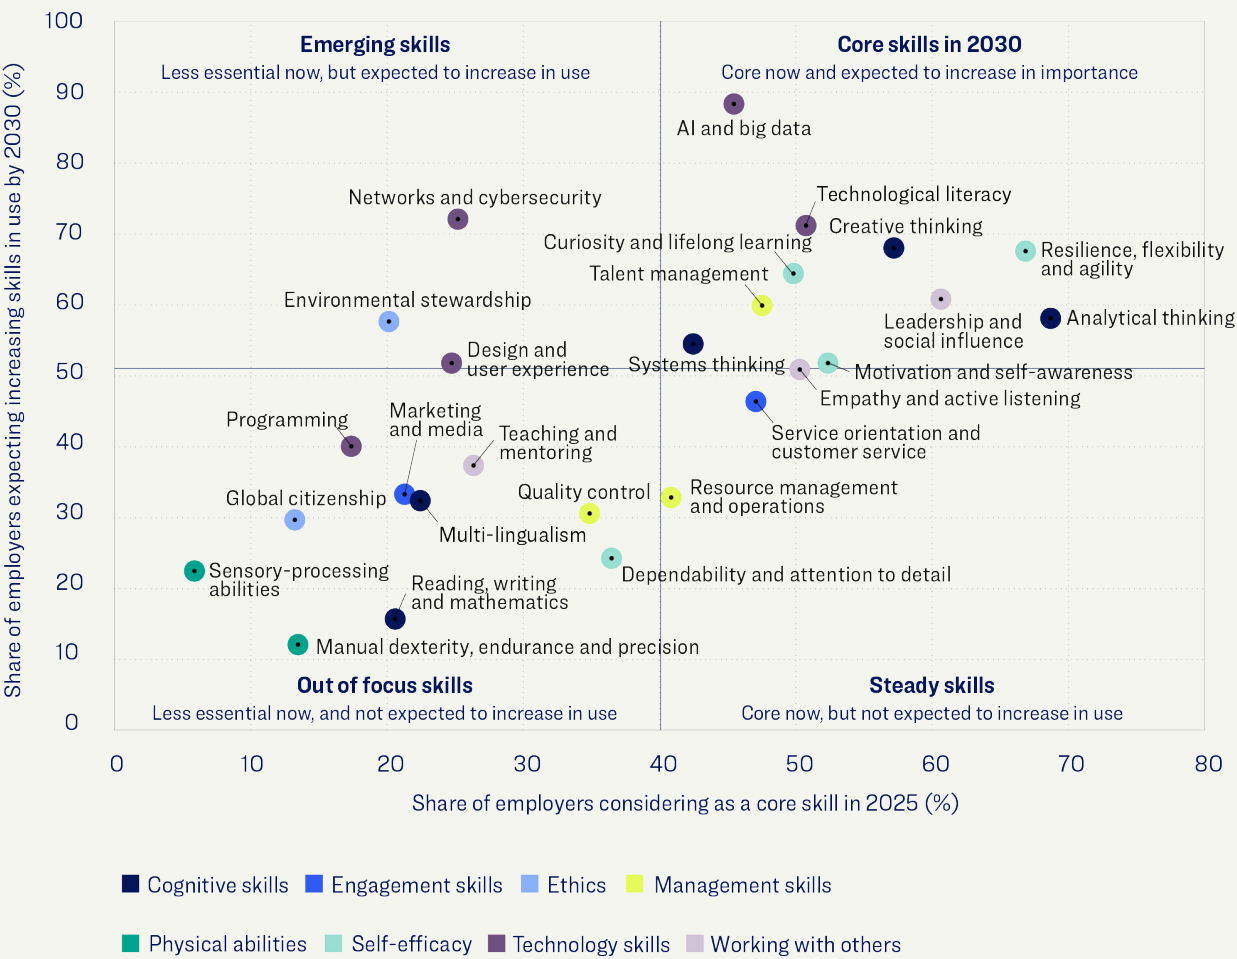 Share of employers expecting increasing skills in use by 2030 (%)
100
90
80
70
60
50
40
30
20
10
0
Emerging skills
Less essential now, but expected to increase in use
Core skills in 2030
Core now and expected to increase in importance
AI and big data
Networks and cybersecurity
Technological literacy
Creative thinking
Curiosity and lifelong learning
Resilience, flexibility
and agility
Talent management
Environmental stewardship
Leadership and
social influence
Analytical thinking
Design and
user experience
Systems thinking
Motivation and self-awareness
Empathy and active listening
Programming
Marketing
and media
Teaching and
mentoring
Service orientation and
customer service
Global citizenship
Quality control
Resource management
and operations
Multi-lingualism
Sensory-processing
abilities
Dependability and attention to detail
Reading, writing
and mathematics
Manual dexterity, endurance and precision
Out of focus skills
Less essential now, and not expected to increase in use
Steady skills
Core now, but not expected to increase in use
0 10 20 30 40 50 60 70 80
Share of employers considering as a core skill in 2025 (%)
Cognitive skills Engagement skills Ethics Management skills
Physical abilities Self-efficacy Technology skills Working with others